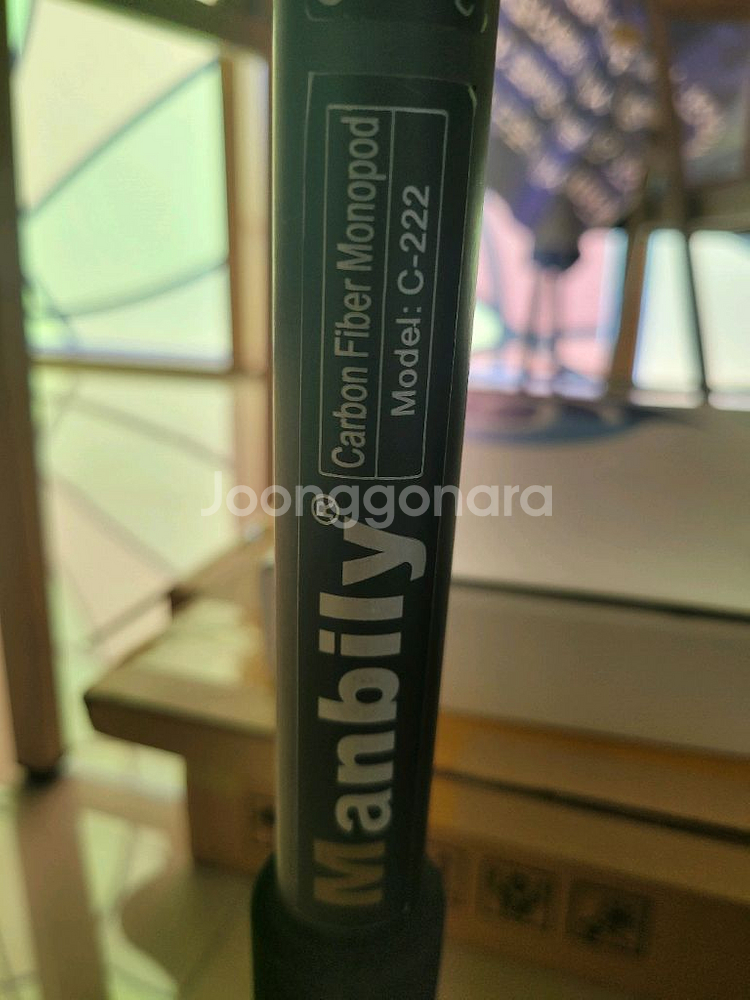 Manbily®
Carbon Fiber Monopod
Model: C-222
Joonggonara